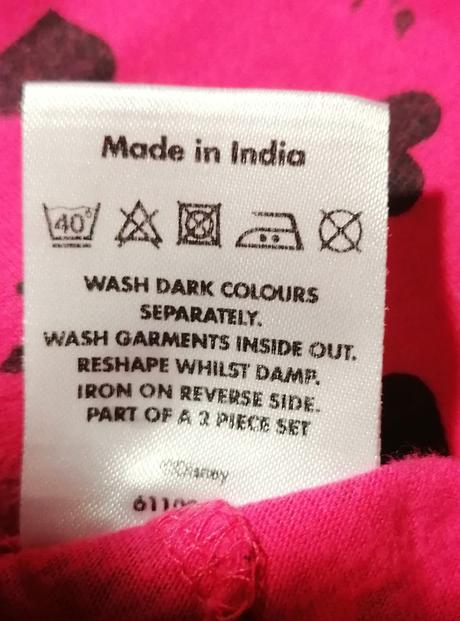 Made in India
40°
WASH DARK COLOURS
SEPARATELY.
WASH GARMENTS INSIDE OUT.
RESHAPE WHILST DAMP.
IRON ON REVERSE SIDE.
PART OF A 2 PIECE SET
©Disney